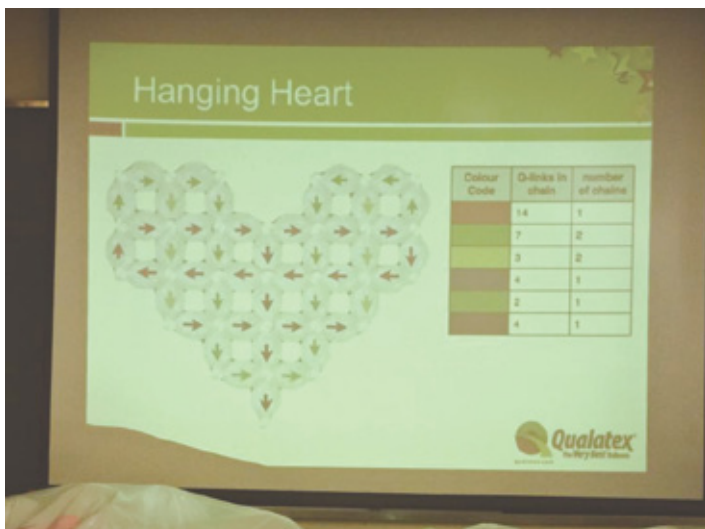 Hanging Heart
Colour Code Q-links in chain number of chains
14 1
7 2
3 2
4 1
2 1
4 1
Qualatex
The Very Best Balloons